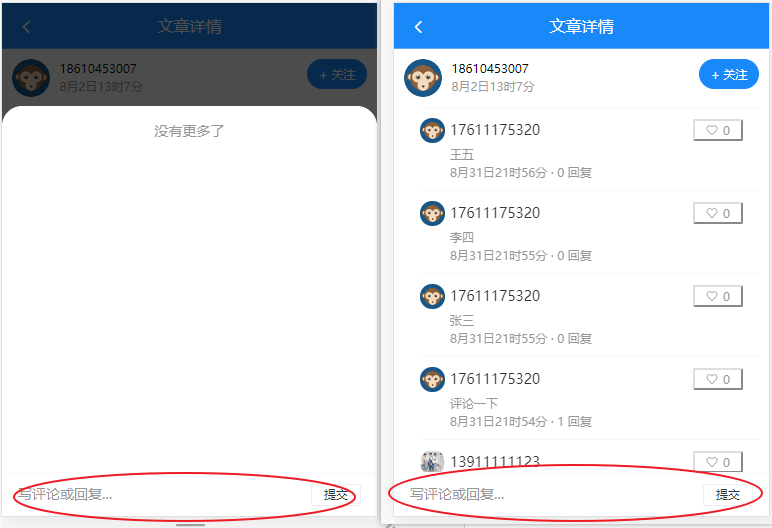 文章详情
18610453007
8月2日13时7分
+ 关注
没有更多了
写评论或回复...
提交
文章详情
18610453007
8月2日13时7分
+ 关注
17611175320
0
王五
8月31日21时56分 · 0 回复
17611175320
0
李四
8月31日21时55分 · 0 回复
17611175320
0
张三
8月31日21时55分 · 0 回复
17611175320
0
评论一下
8月31日21时54分 · 1 回复
13911111123
0
写评论或回复...
提交